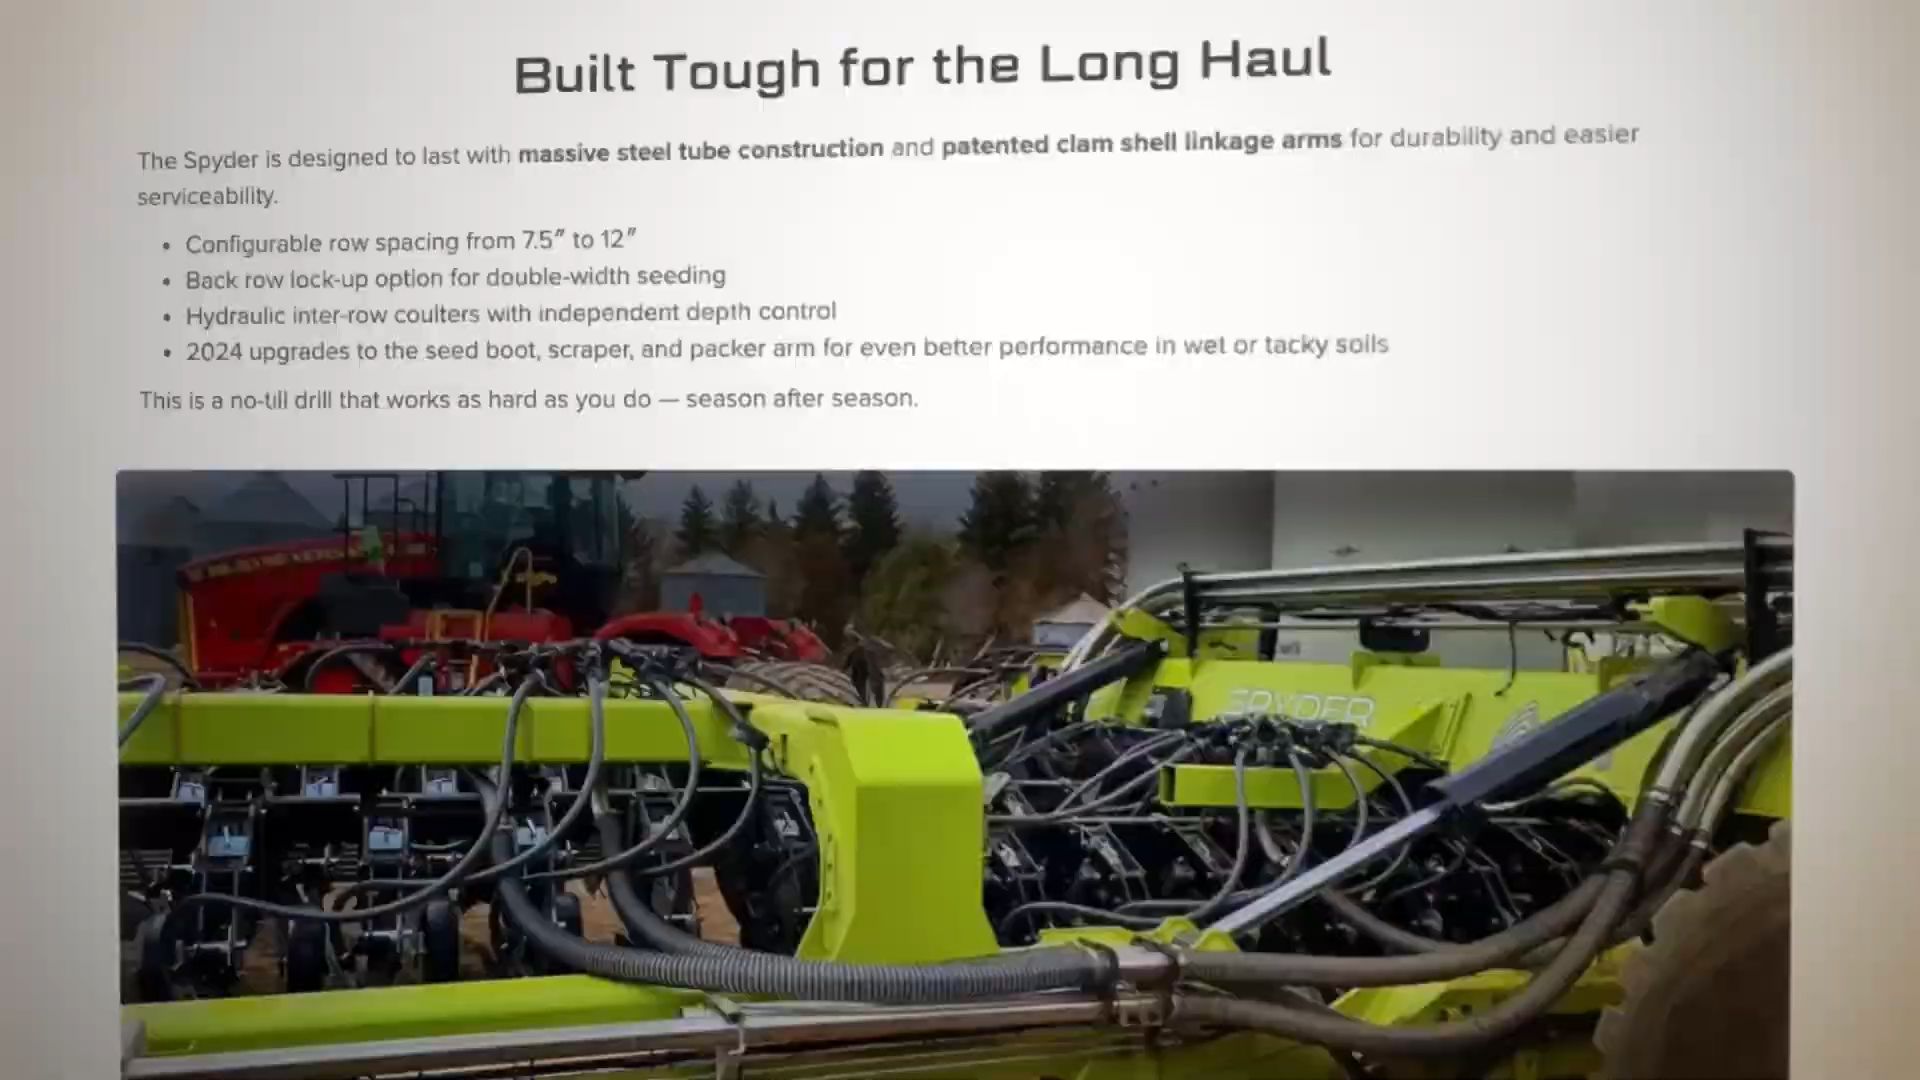 Built Tough for the Long Haul
The Spyder is designed to last with massive steel tube construction and patented clam shell linkage arms for durability and easier
serviceability.
• Configurable row spacing from 7.5" to 12"
• Back row lock-up option for double-width seeding
• Hydraulic inter-row coulters with independent depth control
• 2024 upgrades to the seed boot, scraper, and packer arm for even better performance in wet or tacky soils
This is a no-till drill that works as hard as you do — season after season.
SPYDER